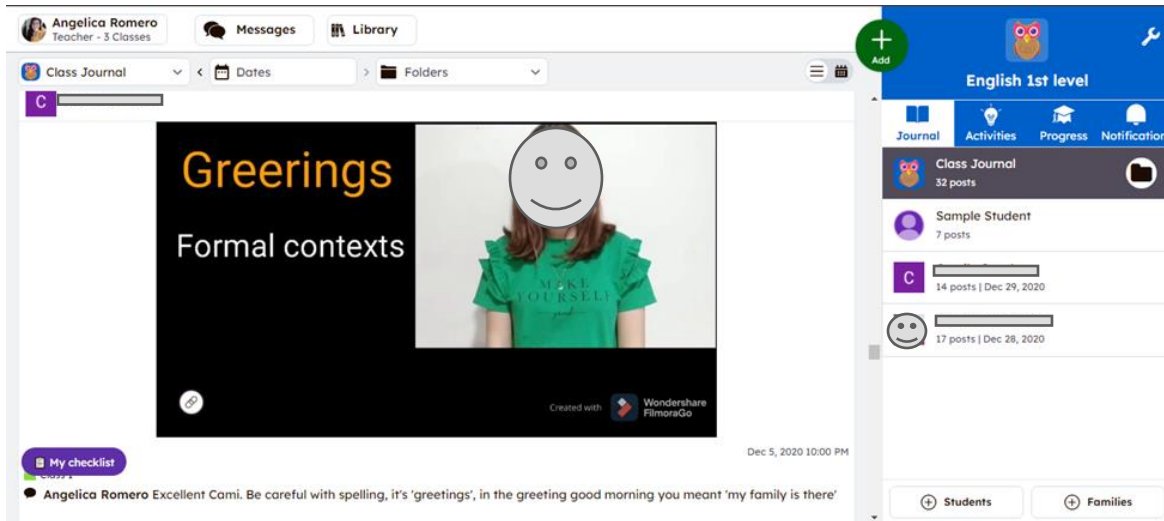 Angelica Romero
Teacher - 3 Classes
Messages
Library
Add
English 1st level
Class Journal
Dates
Folders
Journal
Activities
Progress
Notification
C
Greerings
Formal contexts
MAKE
YOURSELF
Created with
Wondershare
FilmoraGo
Class Journal
32 posts
Sample Student
7 posts
C
14 posts | Dec 29, 2020
17 posts | Dec 28, 2020
Dec 5, 2020 10:00 PM
My checklist
Angelica Romero Excellent Cami. Be careful with spelling, it's 'greetings', in the greeting good morning you meant 'my family is there'
Students
Families